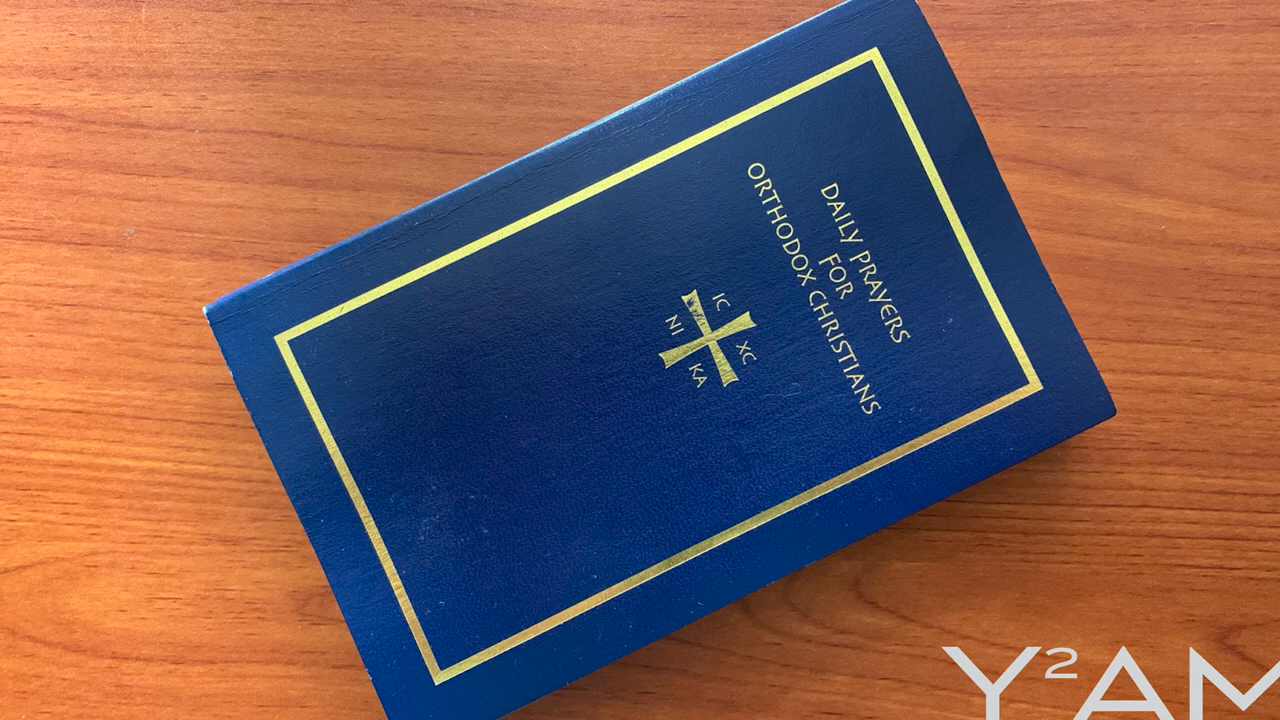 DAILY PRAYERS
FOR
ORTHODOX CHRISTIANS
IC XC
NI KA
Y²AM